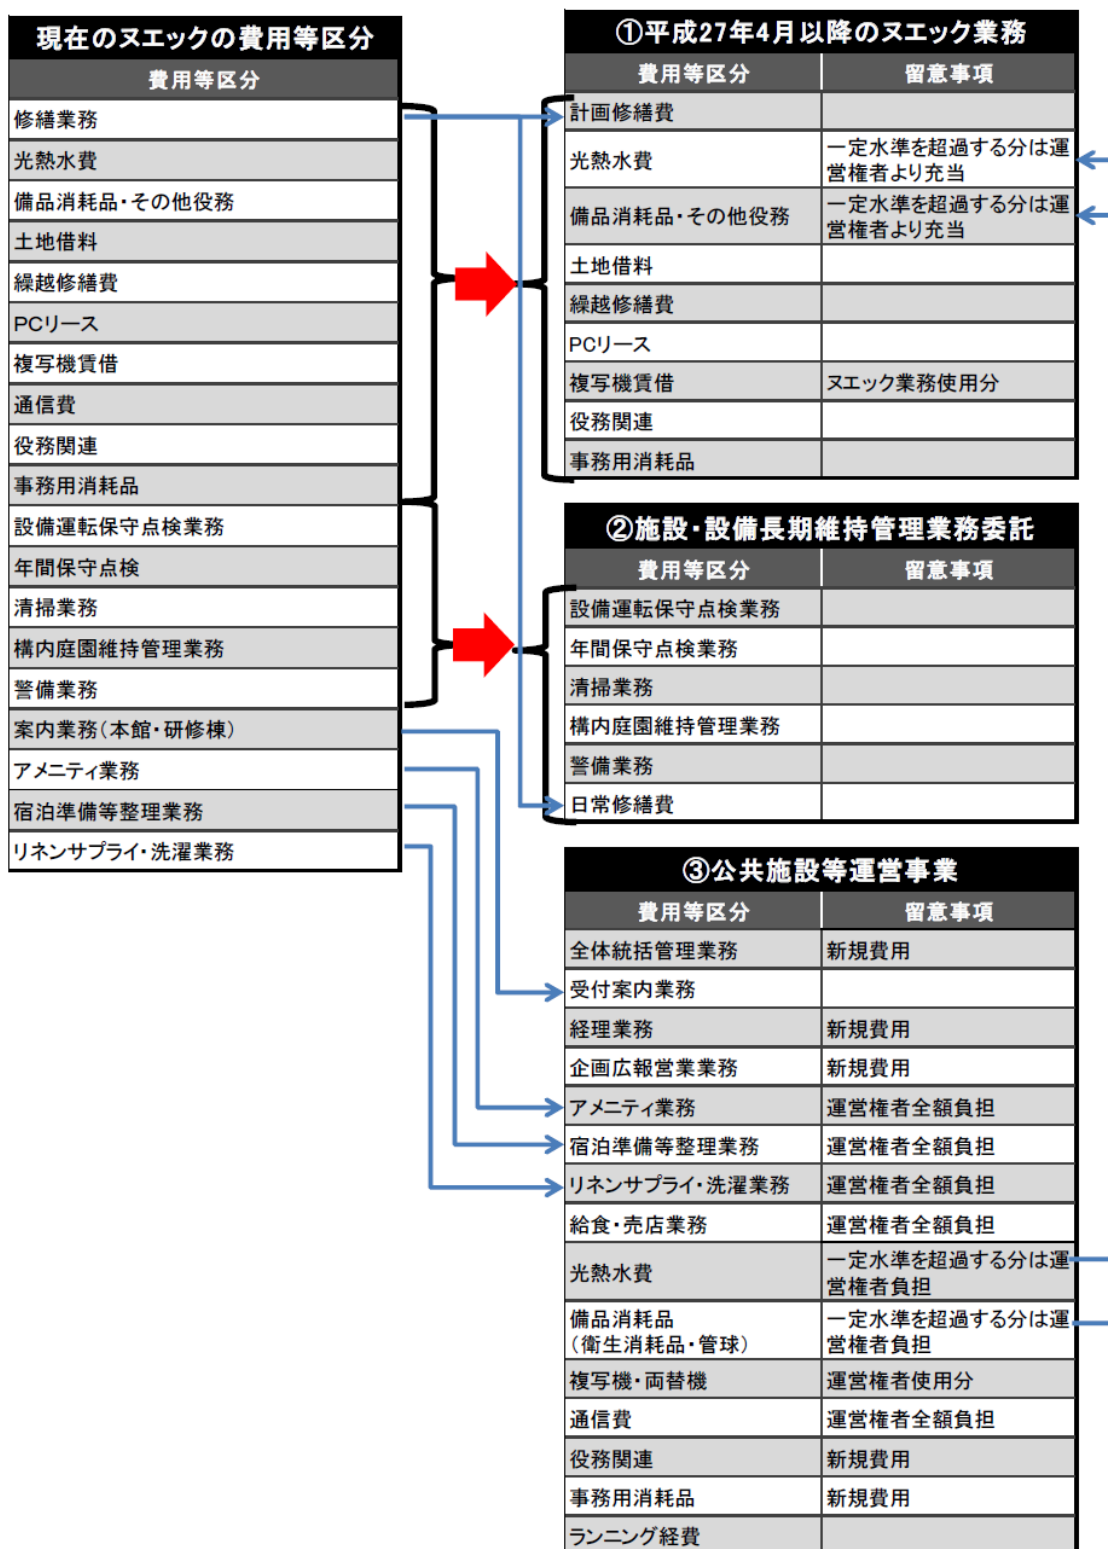 現在のヌエックの費用等区分
費用等区分
修繕業務
光熱水費
備品消耗品・その他役務
土地借料
繰越修繕費
PCリース
複写機賃借
通信費
役務関連
事務用消耗品
設備運転保守点検業務
年間保守点検
清掃業務
構内庭園維持管理業務
警備業務
案内業務(本館・研修棟)
アメニティ業務
宿泊準備等整理業務
リネンサプライ・洗濯業務
①平成27年4月以降のヌエック業務
費用等区分 留意事項
計画修繕費
光熱水費 一定水準を超過する分は運
営権者より充当
備品消耗品・その他役務 一定水準を超過する分は運
営権者より充当
土地借料
繰越修繕費
PCリース
複写機賃借 ヌエック業務使用分
役務関連
事務用消耗品
②施設・設備長期維持管理業務委託
費用等区分 留意事項
設備運転保守点検業務
年間保守点検業務
清掃業務
構内庭園維持管理業務
警備業務
日常修繕費
③公共施設等運営事業
費用等区分 留意事項
全体統括管理業務 新規費用
受付案内業務
経理業務 新規費用
企画広報営業業務 新規費用
アメニティ業務 運営権者全額負担
宿泊準備等整理業務 運営権者全額負担
リネンサプライ・洗濯業務 運営権者全額負担
給食・売店業務 運営権者全額負担
光熱水費 一定水準を超過する分は運
営権者負担
備品消耗品 一定水準を超過する分は運
(衛生消耗品・管球) 営権者負担
複写機・両替機 運営権者使用分
通信費 運営権者全額負担
役務関連 新規費用
事務用消耗品 新規費用
ランニング経費